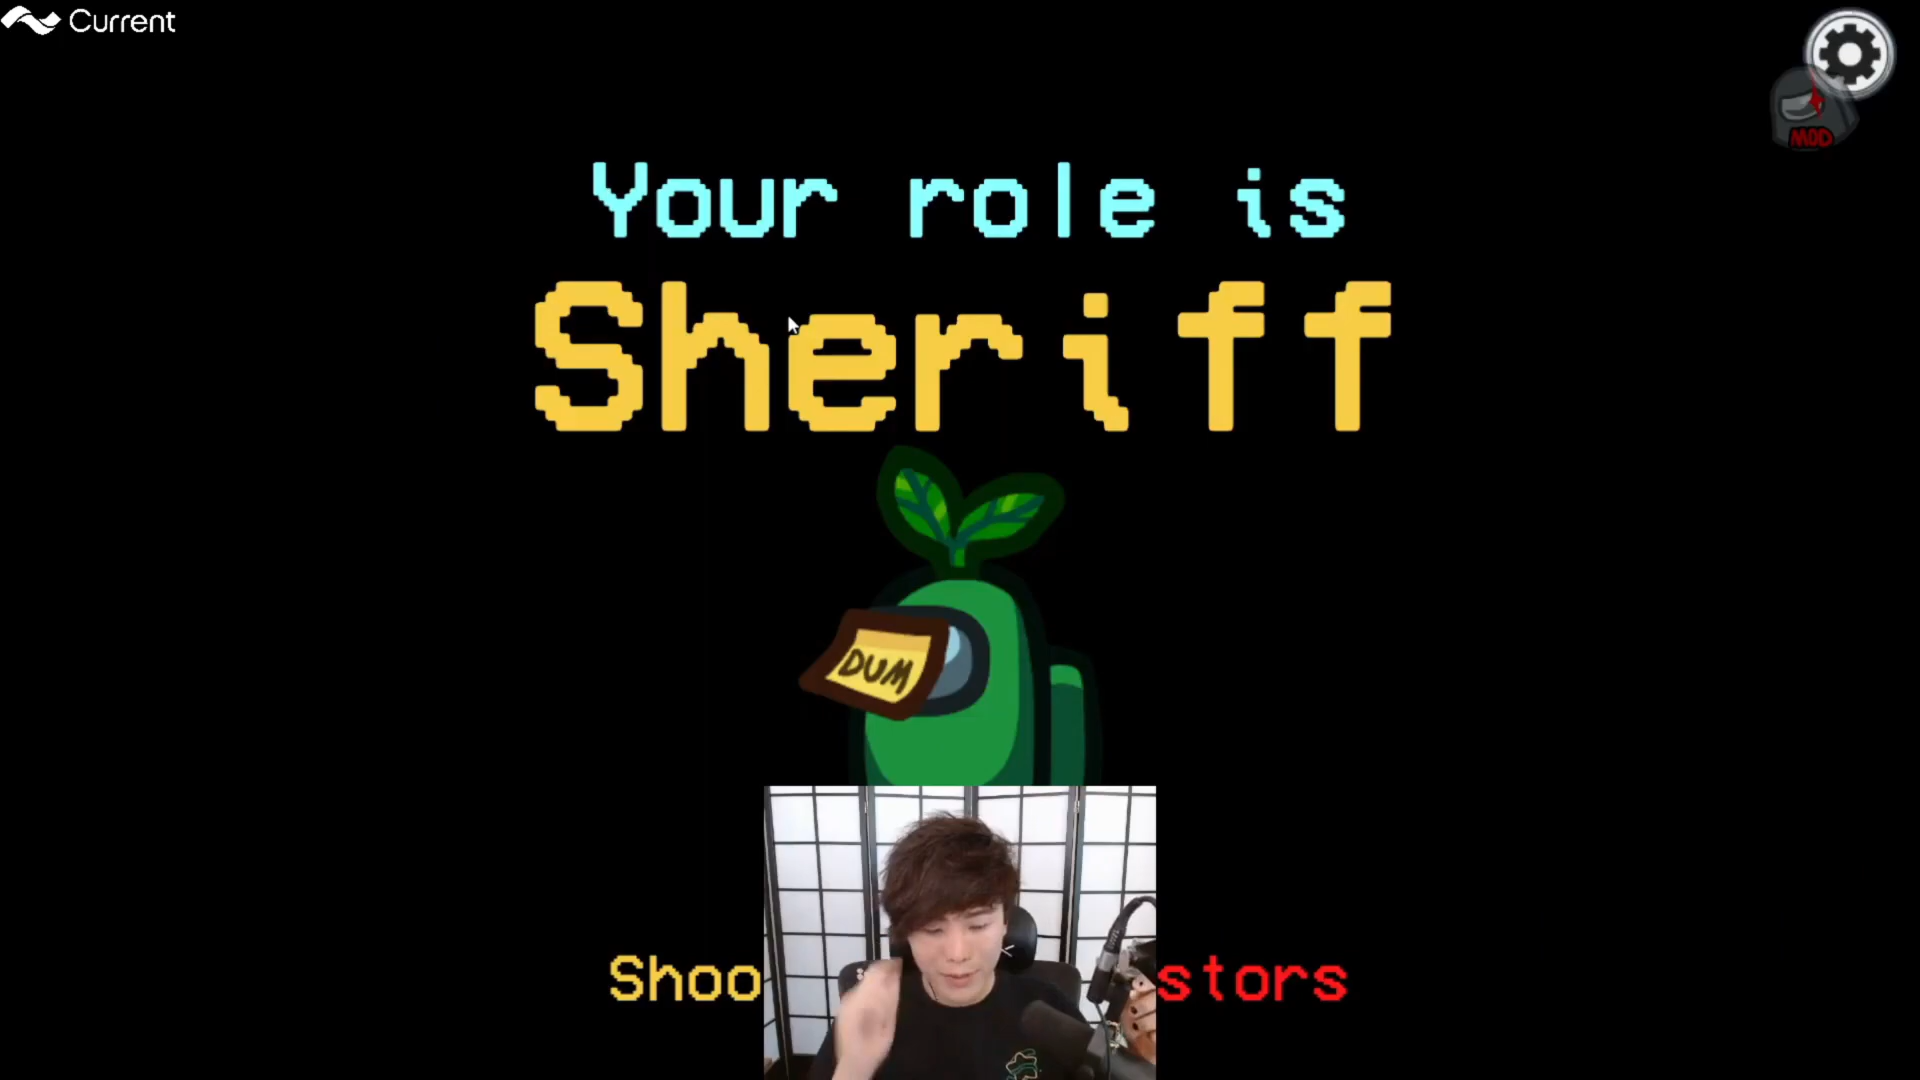 Current
MOD
Your role is
Sheriff
DUM
Shoo
stors